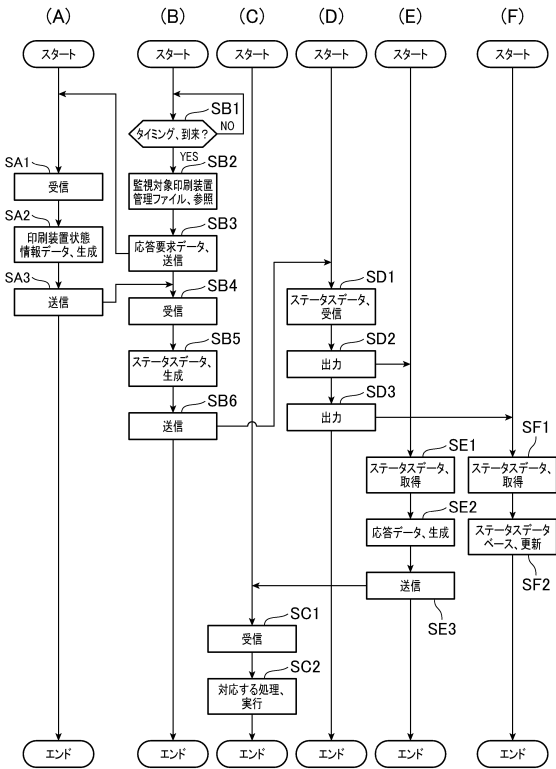 (A) (B) (C) (D) (E) (F)
スタート スタート スタート スタート スタート スタート
SB1
タイミング、到来?
NO
YES
SA1
受信
SB2
監視対象印刷装置
管理ファイル、参照
SA2
印刷装置状態
情報データ、生成
SB3
応答要求データ、
送信
SA3
送信
SB4
受信
SD1
ステータスデータ、
受信
SB5
ステータスデータ、
生成
SD2
出力
SB6
送信
SD3
出力
SE1
ステータスデータ、
取得
SF1
ステータスデータ、
取得
SE2
応答データ、生成
ステータスデータ
ベース、更新
SF2
送信
SE3
SC1
受信
SC2
対応する処理、
実行
エンド エンド エンド エンド エンド エンド